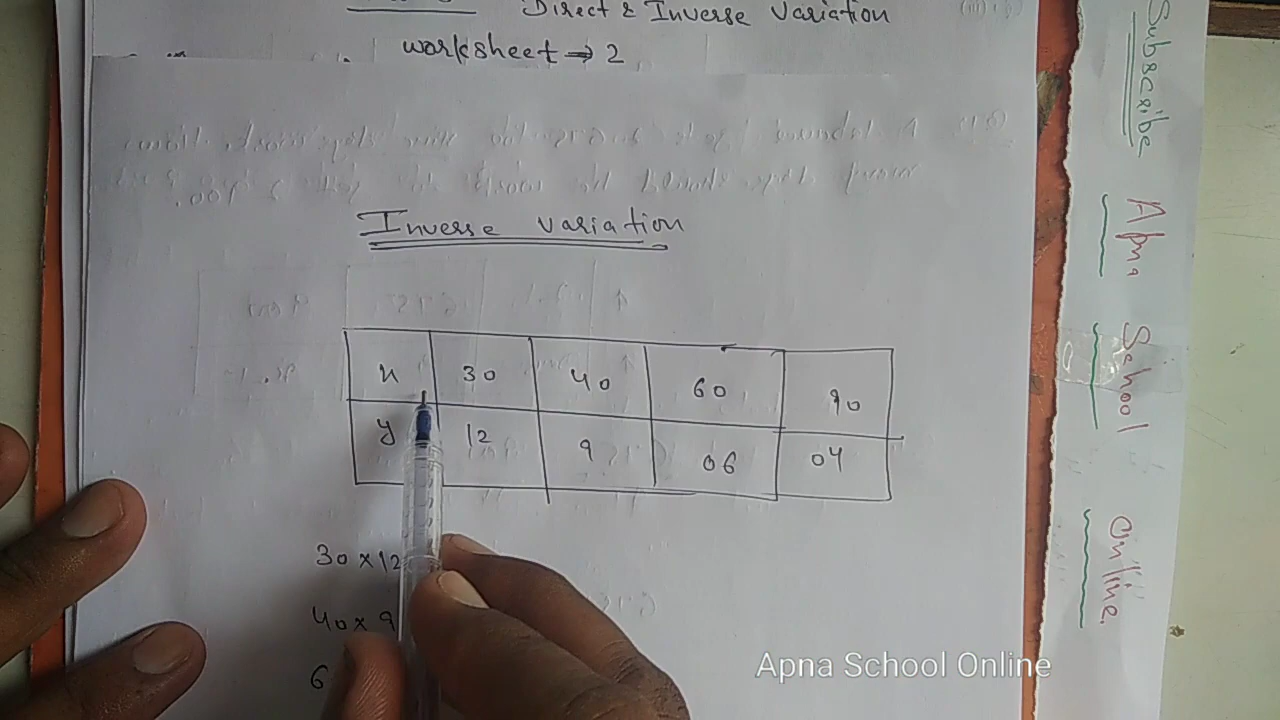 Direct & Inverse Variation
worksheet → 2
Inverse variation
x 30 40 60 90
y 12 9 06 04
30 × 12
40 × 9
6
Subscribe Apna School Online.
Apna School Online